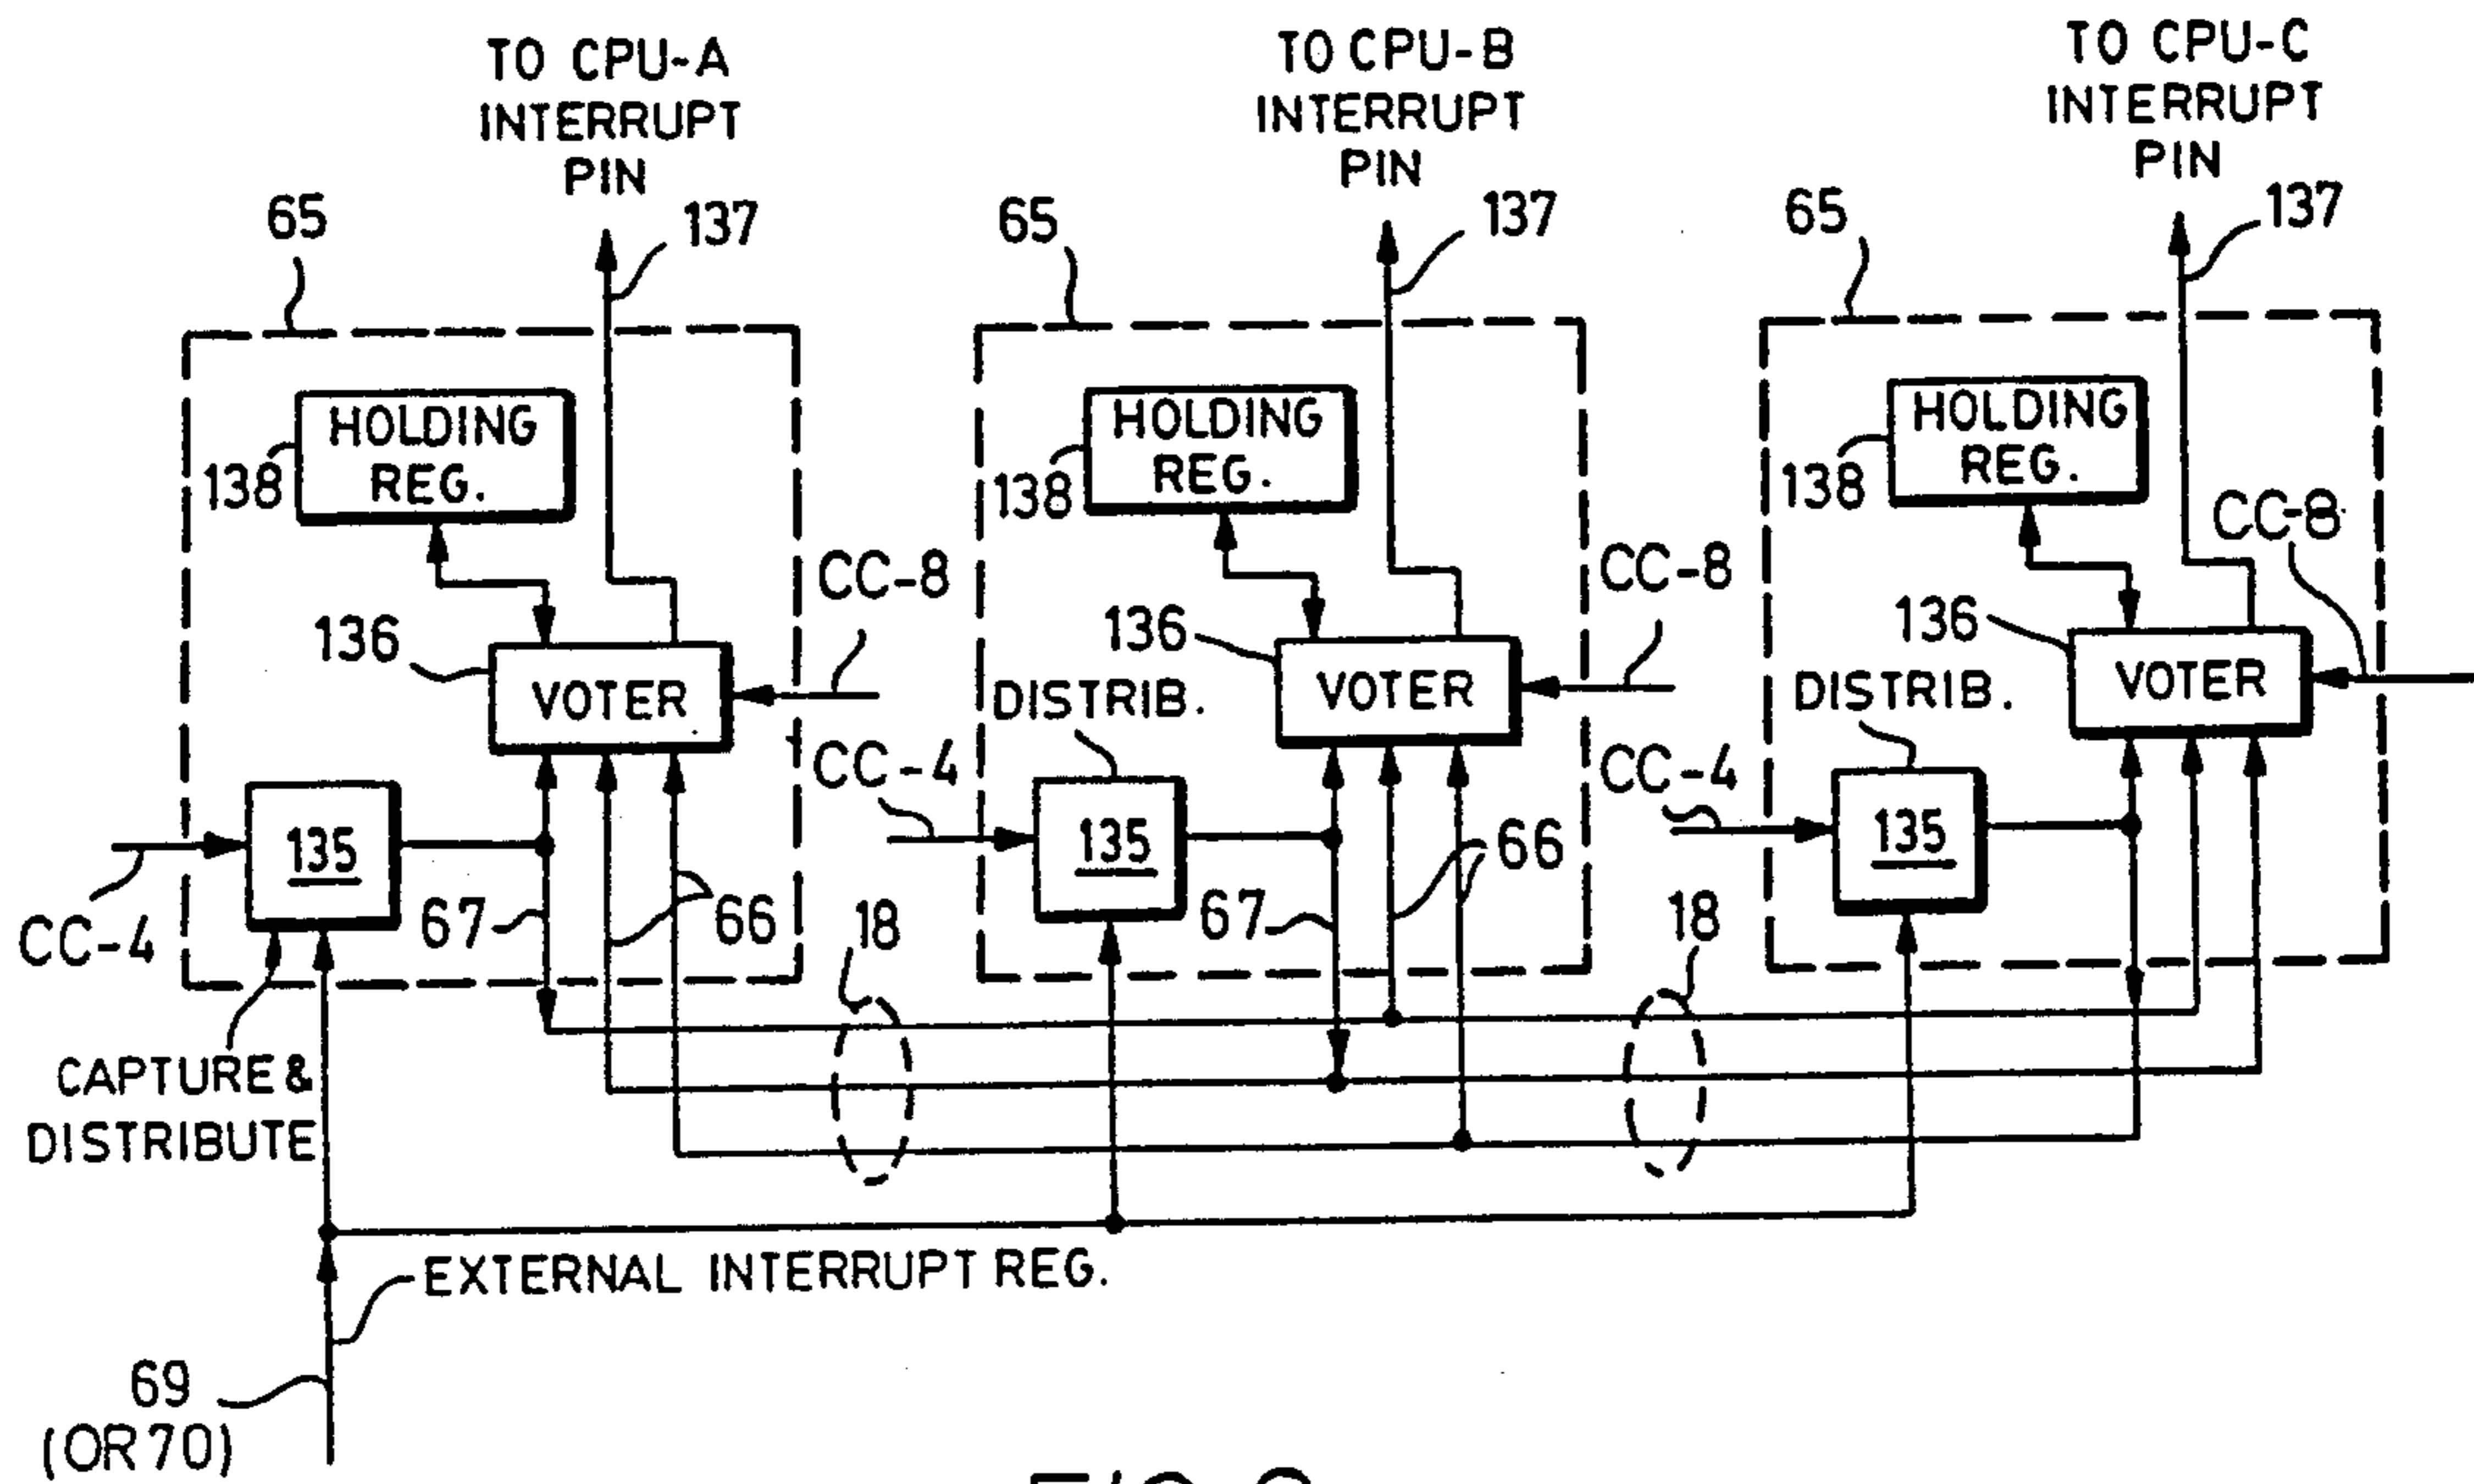 TO CPU-A
INTERRUPT
PIN
TO CPU-B
INTERRUPT
PIN
TO CPU-C
INTERRUPT
PIN
65
137
65
137
65
137
HOLDING
REG.
138
HOLDING
REG.
138
HOLDING
REG.
138
CC-8
CC-8
CC-8
136
VOTER
136
VOTER
136
VOTER
DISTRIB.
DISTRIB.
CC-4
CC-4
CC-4
135
135
135
67
66
67
66
18
18
CAPTURE &
DISTRIBUTE
EXTERNAL INTERRUPT REG.
69
(OR 70)